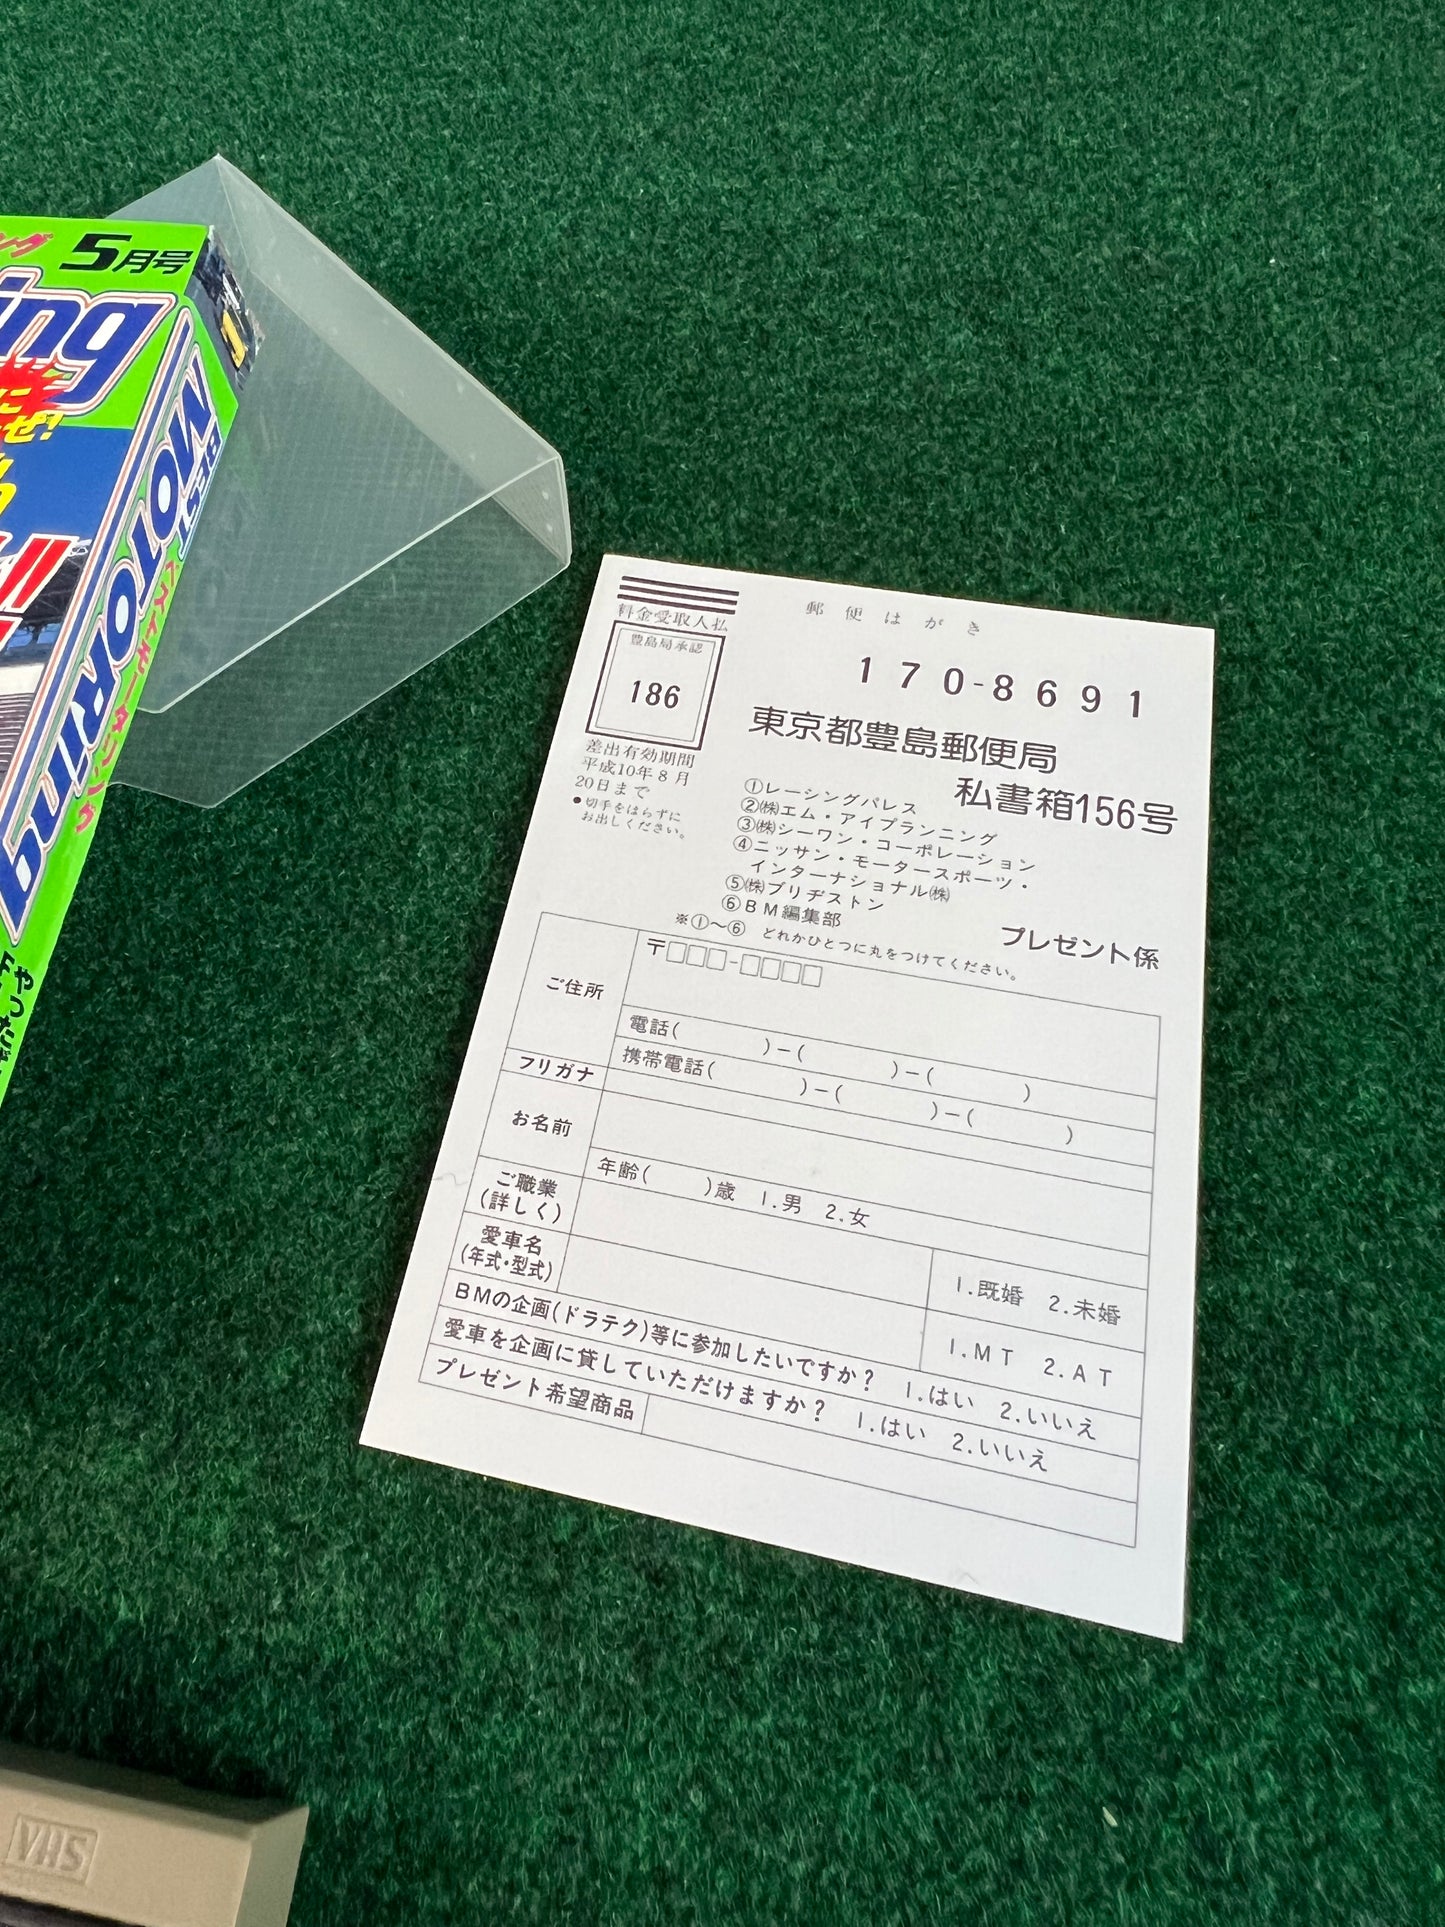 ング 5月号
ing
に
ぜ!
BEST
MOTORing
ベストモータリング
やったぜ
料金受取人払
郵便はがき
豊島局承認
186
差出有効期間
平成10年8月
20日まで
●切手をはらずに
お出しください。
170-8691
東京都豊島郵便局
私書箱156号
①レーシングパレス
②㈱エム・アイプランニング
③㈱シーワン・コーポレーション
④ニッサン・モータースポーツ・
インターナショナル㈱
⑤㈱ブリヂストン
⑥BM編集部
プレゼント係
※①〜⑥ どれかひとつに丸をつけてください。
ご住所
〒□□□-□□□□
電話( )-( )-( )
携帯電話( )-( )-( )
フリガナ
お名前
年齢( )歳 1.男 2.女
ご職業
(詳しく)
1.既婚 2.未婚
愛車名
(年式・型式)
1.MT 2.AT
BMの企画(ドラテク)等に参加したいですか? 1.はい 2.いいえ
愛車を企画に貸していただけますか? 1.はい 2.いいえ
プレゼント希望商品
VHS